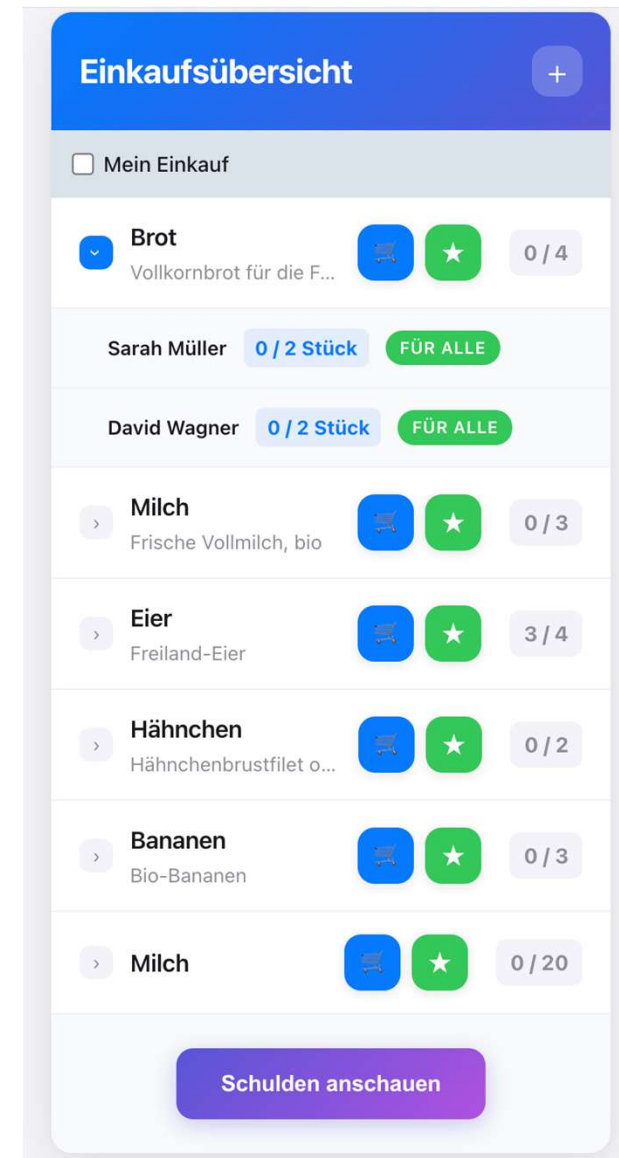 Einkaufsübersicht +
Mein Einkauf
Brot
Vollkornbrot für die F...
0 / 4
Sarah Müller 0 / 2 Stück FÜR ALLE
David Wagner 0 / 2 Stück FÜR ALLE
Milch
Frische Vollmilch, bio
0 / 3
Eier
Freiland-Eier
3 / 4
Hähnchen
Hähnchenbrustfilet o...
0 / 2
Bananen
Bio-Bananen
0 / 3
Milch 0 / 20
Schulden anschauen